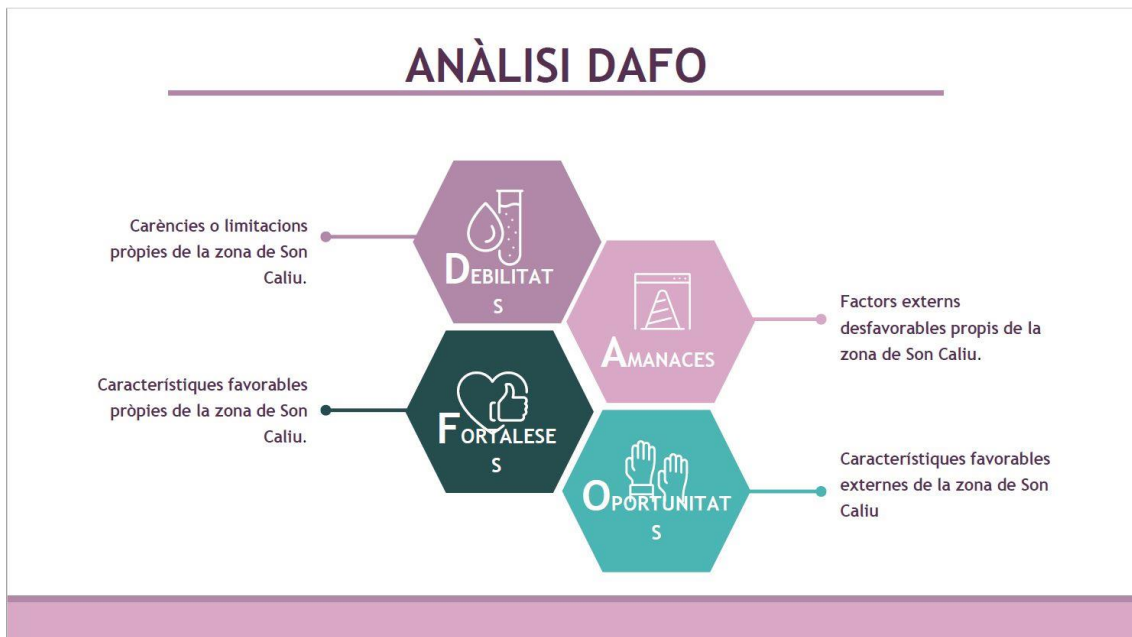 ANÀLISI DAFO
Carències o limitacions
pròpies de la zona de Son
Caliu.
DEBILITAT
S
Factors externs
desfavorables propis de la
zona de Son Caliu.
AMANACES
Característiques favorables
pròpies de la zona de Son
Caliu.
FORTALESE
S
Característiques favorables
externes de la zona de Son
Caliu
OPORTUNITAT
S